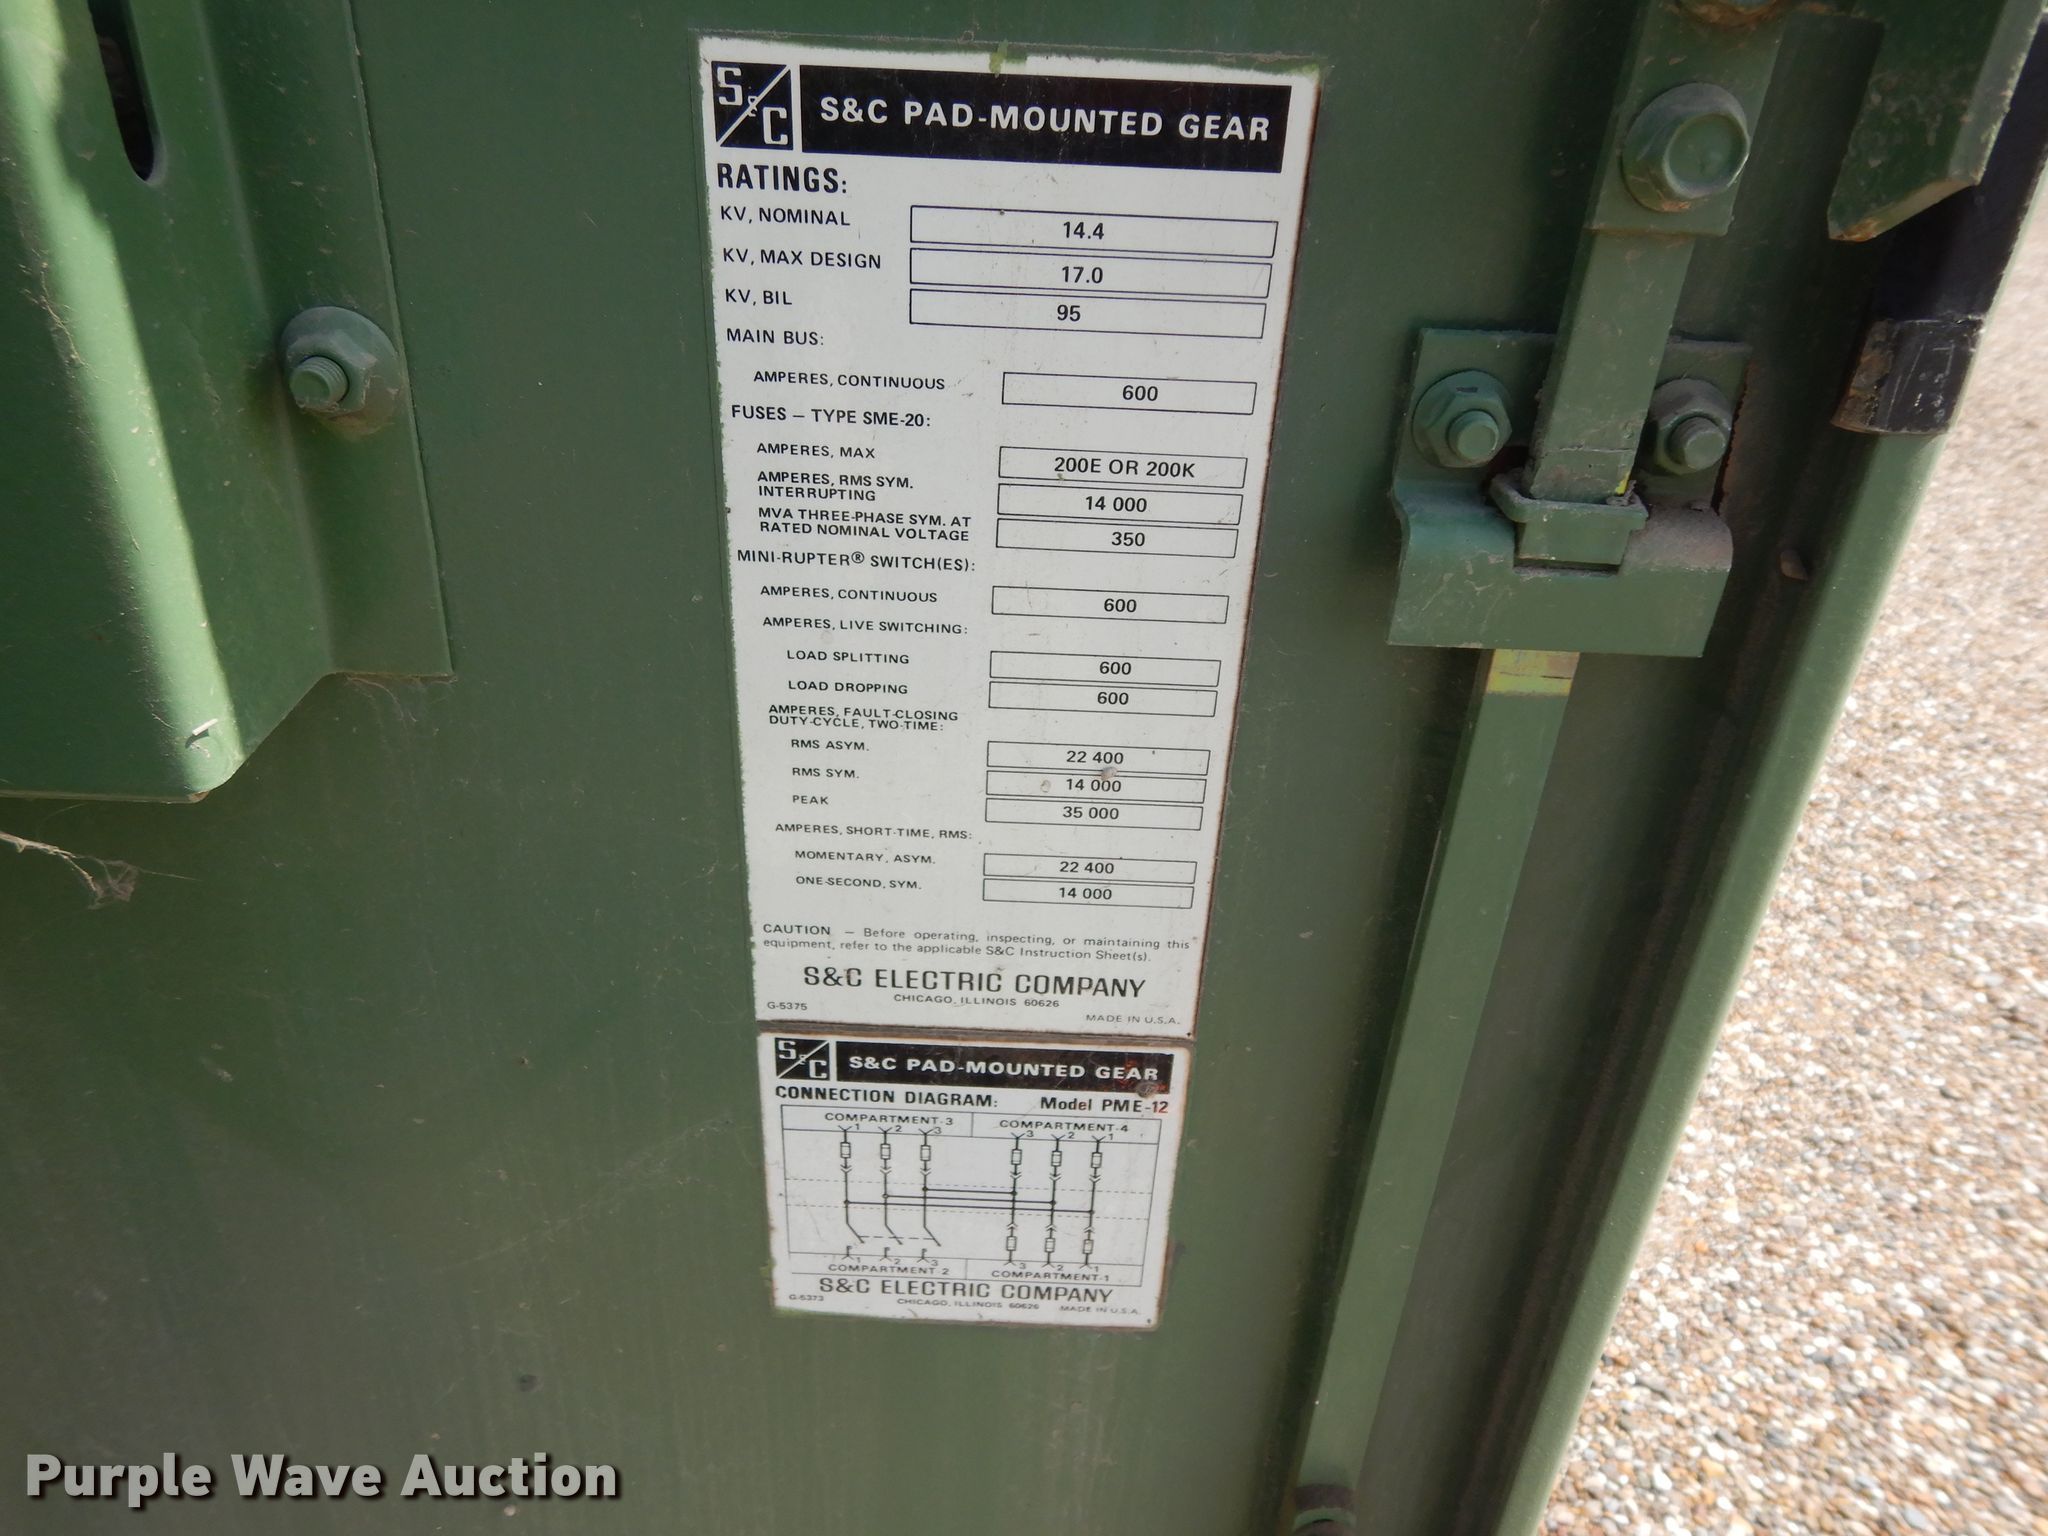 S&C
S&C PAD-MOUNTED GEAR
RATINGS:
KV, NOMINAL 14.4
KV, MAX DESIGN 17.0
KV, BIL 95
MAIN BUS:
AMPERES, CONTINUOUS 600
FUSES — TYPE SME-20:
AMPERES, MAX 200E OR 200K
AMPERES, RMS SYM.
INTERRUPTING 14 000
MVA THREE-PHASE SYM. AT
RATED NOMINAL VOLTAGE 350
MINI-RUPTER® SWITCH(ES):
AMPERES, CONTINUOUS 600
AMPERES, LIVE SWITCHING:
LOAD SPLITTING 600
LOAD DROPPING 600
AMPERES, FAULT-CLOSING
DUTY-CYCLE, TWO-TIME:
RMS ASYM. 22 400
RMS SYM. 14 000
PEAK 35 000
AMPERES, SHORT-TIME, RMS:
MOMENTARY, ASYM. 22 400
ONE-SECOND, SYM. 14 000
CAUTION — Before operating, inspecting, or maintaining this
equipment, refer to the applicable S&C Instruction Sheet(s).
S&C ELECTRIC COMPANY
CHICAGO, ILLINOIS 60626
G-5375 MADE IN U.S.A.
S&C
S&C PAD-MOUNTED GEAR
CONNECTION DIAGRAM: Model PME-12
COMPARTMENT-3 COMPARTMENT-4
1 2 3 3 2 1
1 2 3 3 2 1
COMPARTMENT-2 COMPARTMENT-1
S&C ELECTRIC COMPANY
G-5373 CHICAGO, ILLINOIS 60626 MADE IN U.S.A.
Purple Wave Auction